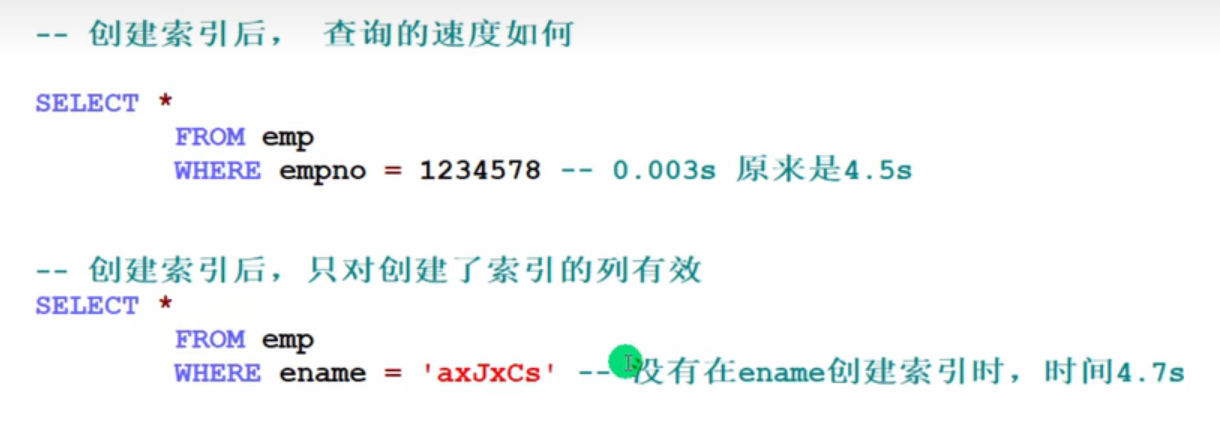 -- 创建索引后， 查询的速度如何
SELECT *
FROM emp
WHERE empno = 1234578 -- 0.003s 原来是4.5s
-- 创建索引后，只对创建了索引的列有效
SELECT *
FROM emp
WHERE ename = 'axJxCs' -- 没有在ename创建索引时，时间4.7s